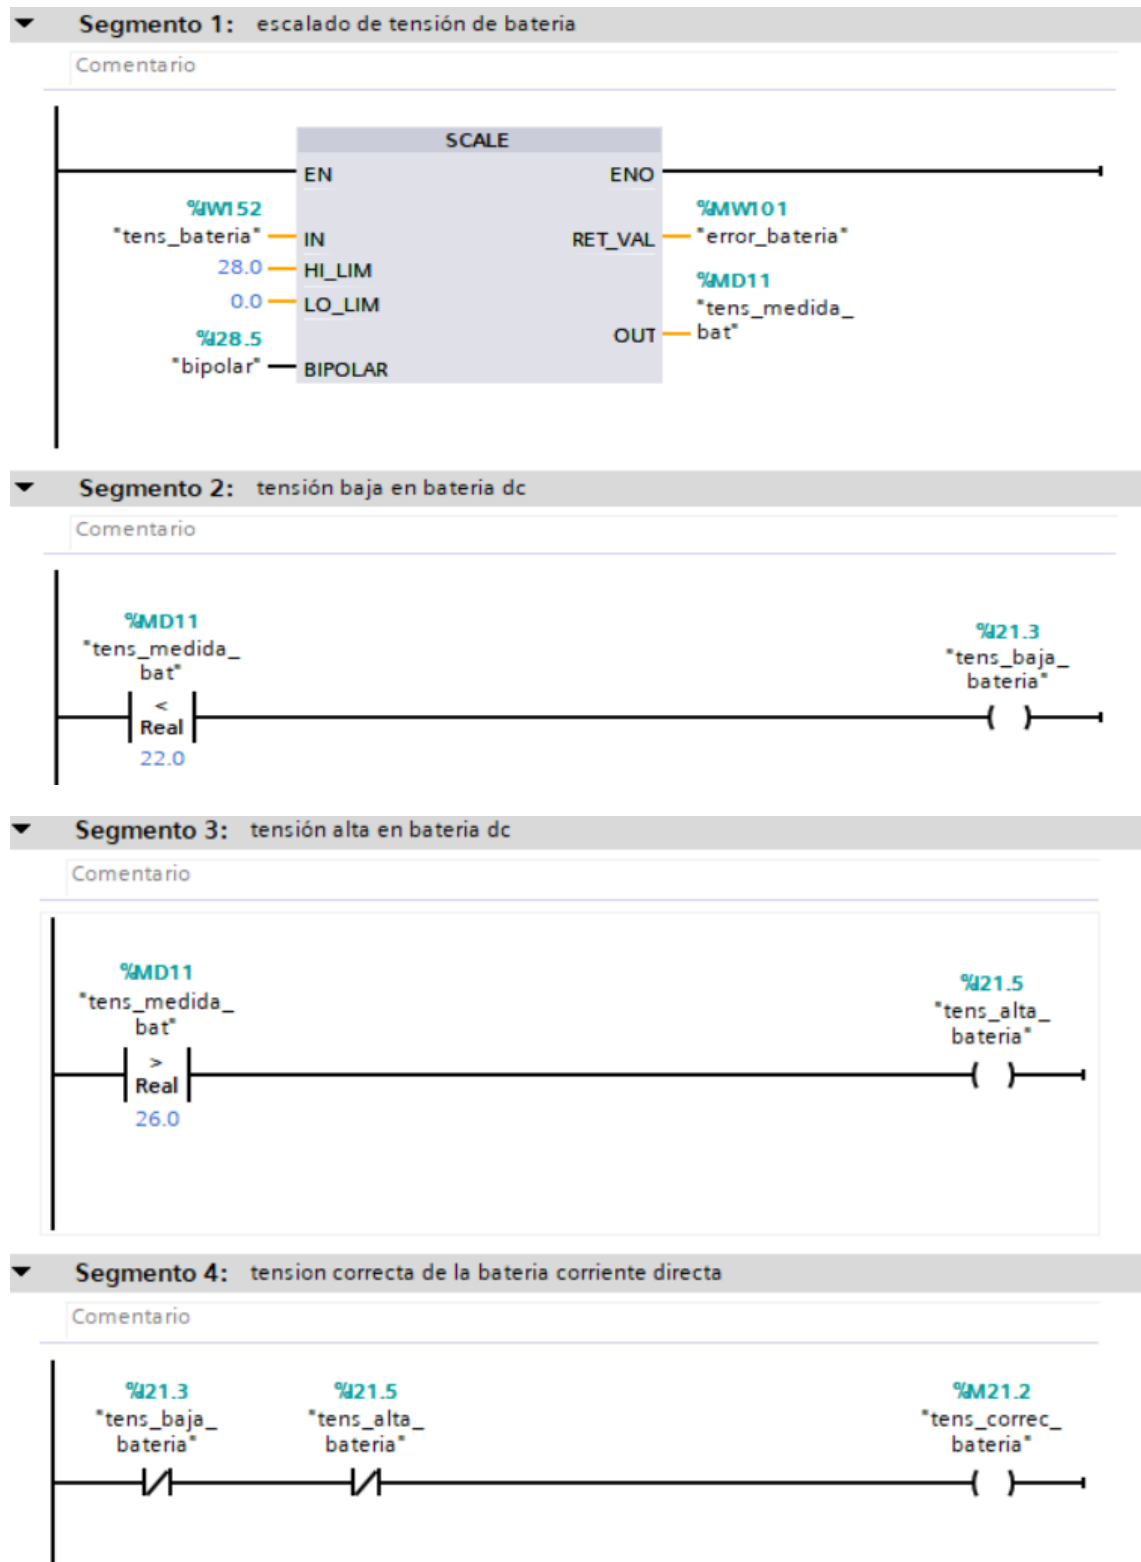 Segmento 1: escalado de tensión de bateria
Comentario
SCALE
EN ENO
%IW152
"tens_bateria" IN
28.0 HI_LIM
0.0 LO_LIM
%I28.5
"bipolar" BIPOLAR
%MW101
RET_VAL "error_bateria"
%MD11
"tens_medida_
OUT bat"
Segmento 2: tensión baja en bateria dc
Comentario
%MD11
"tens_medida_
bat"
<
Real
22.0
%I21.3
"tens_baja_
bateria"
Segmento 3: tensión alta en bateria dc
Comentario
%MD11
"tens_medida_
bat"
>
Real
26.0
%I21.5
"tens_alta_
bateria"
Segmento 4: tension correcta de la bateria corriente directa
Comentario
%I21.3
"tens_baja_
bateria"
%I21.5
"tens_alta_
bateria"
%M21.2
"tens_correc_
bateria"